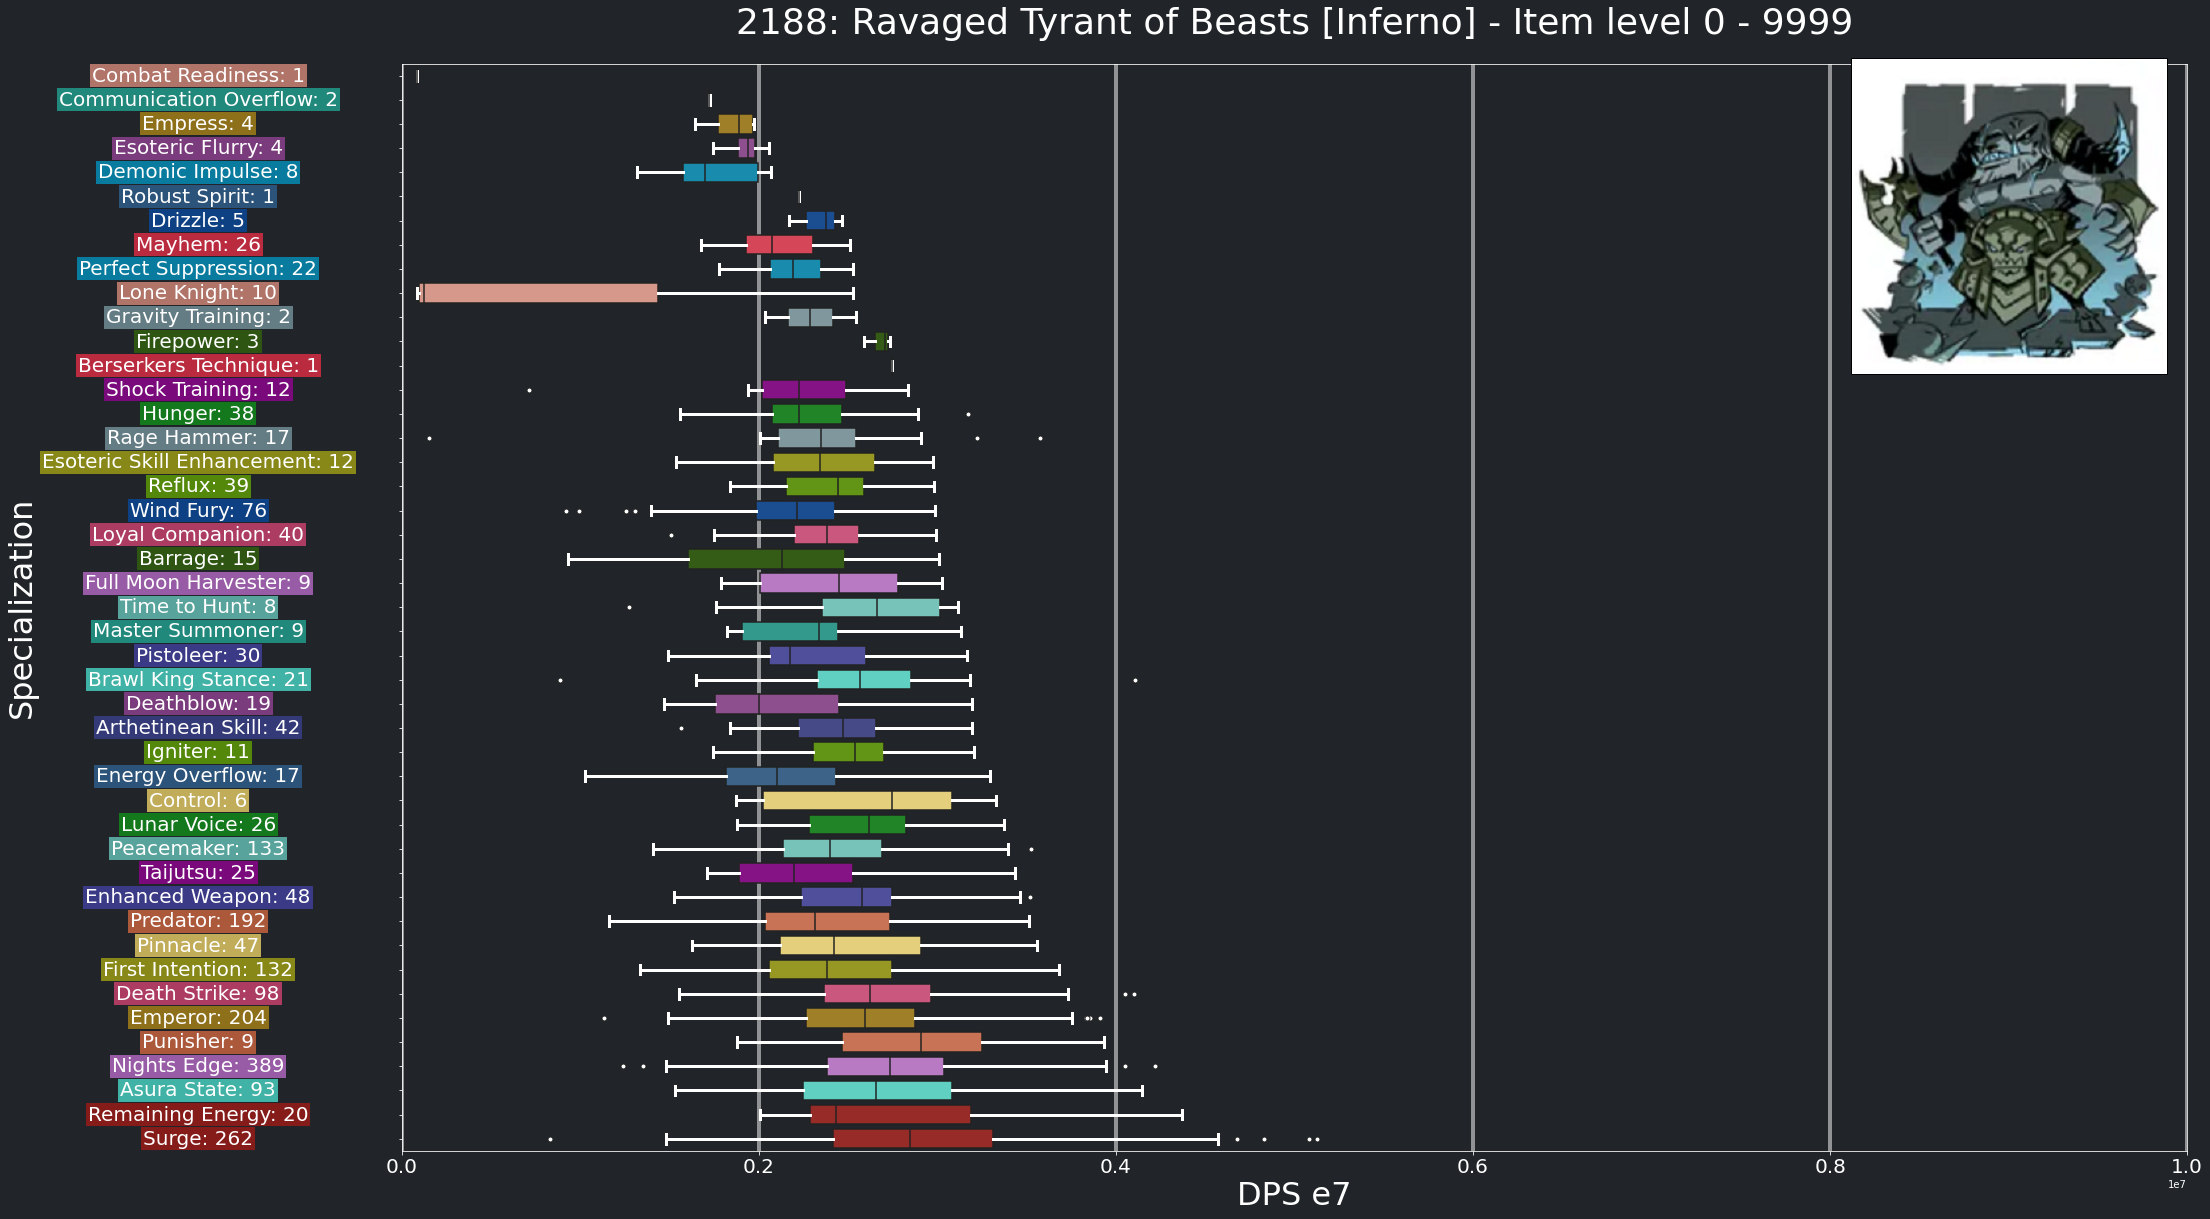 2188: Ravaged Tyrant of Beasts [Inferno] - Item level 0 - 9999
Specialization
Combat Readiness: 1
Communication Overflow: 2
Empress: 4
Esoteric Flurry: 4
Demonic Impulse: 8
Robust Spirit: 1
Drizzle: 5
Mayhem: 26
Perfect Suppression: 22
Lone Knight: 10
Gravity Training: 2
Firepower: 3
Berserkers Technique: 1
Shock Training: 12
Hunger: 38
Rage Hammer: 17
Esoteric Skill Enhancement: 12
Reflux: 39
Wind Fury: 76
Loyal Companion: 40
Barrage: 15
Full Moon Harvester: 9
Time to Hunt: 8
Master Summoner: 9
Pistoleer: 30
Brawl King Stance: 21
Deathblow: 19
Arthetinean Skill: 42
Igniter: 11
Energy Overflow: 17
Control: 6
Lunar Voice: 26
Peacemaker: 133
Taijutsu: 25
Enhanced Weapon: 48
Predator: 192
Pinnacle: 47
First Intention: 132
Death Strike: 98
Emperor: 204
Punisher: 9
Nights Edge: 389
Asura State: 93
Remaining Energy: 20
Surge: 262
0.0 0.2 0.4 0.6 0.8 1.0
1e7
DPS e7